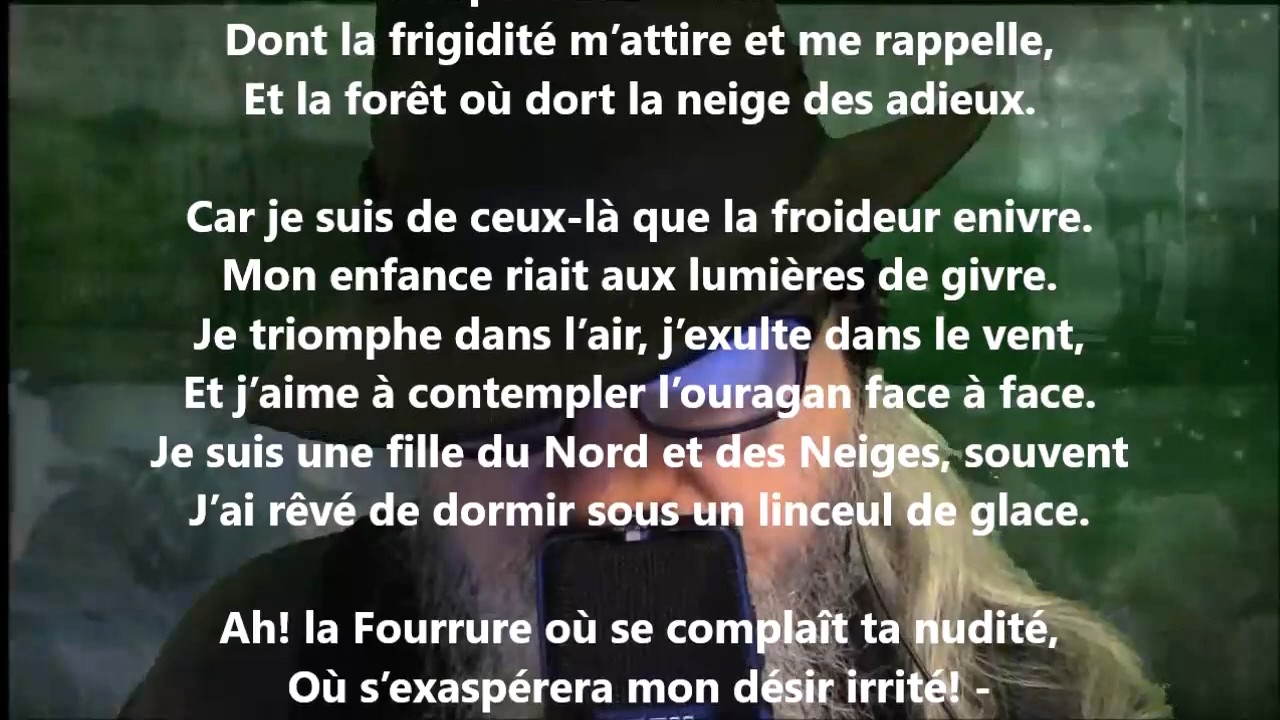 Dont la frigidité m’attire et me rappelle,
Et la forêt où dort la neige des adieux.
Car je suis de ceux-là que la froideur enivre.
Mon enfance riait aux lumières de givre.
Je triomphe dans l’air, j’exulte dans le vent,
Et j’aime à contempler l’ouragan face à face.
Je suis une fille du Nord et des Neiges, souvent
J’ai rêvé de dormir sous un linceul de glace.
Ah! la Fourrure où se complaît ta nudité,
Où s’exaspérera mon désir irrité! -